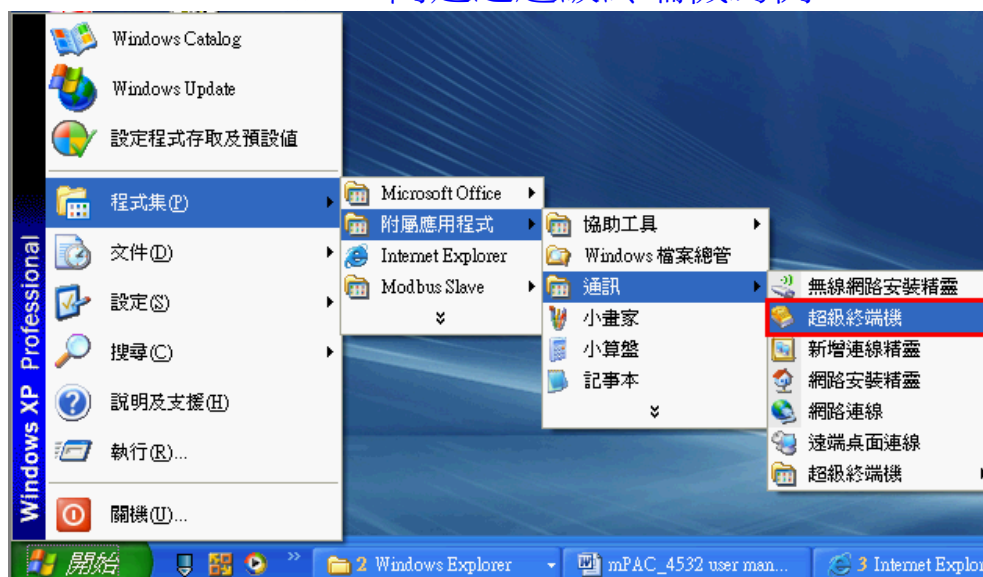 Windows Catalog
Windows Update
設定程式存取及預設值
程式集(P)
文件(D)
設定(S)
搜尋(C)
說明及支援(H)
執行(R)...
關機(U)...
Windows XP Professional
Microsoft Office
附屬應用程式
Internet Explorer
Modbus Slave
協助工具
Windows 檔案總管
通訊
小畫家
小算盤
記事本
無線網路安裝精靈
超級終端機
新增連線精靈
網路安裝精靈
網路連線
遠端桌面連線
超級終端機
開始
2 Windows Explorer
mPAC_4532 user man...
3 Internet Explor